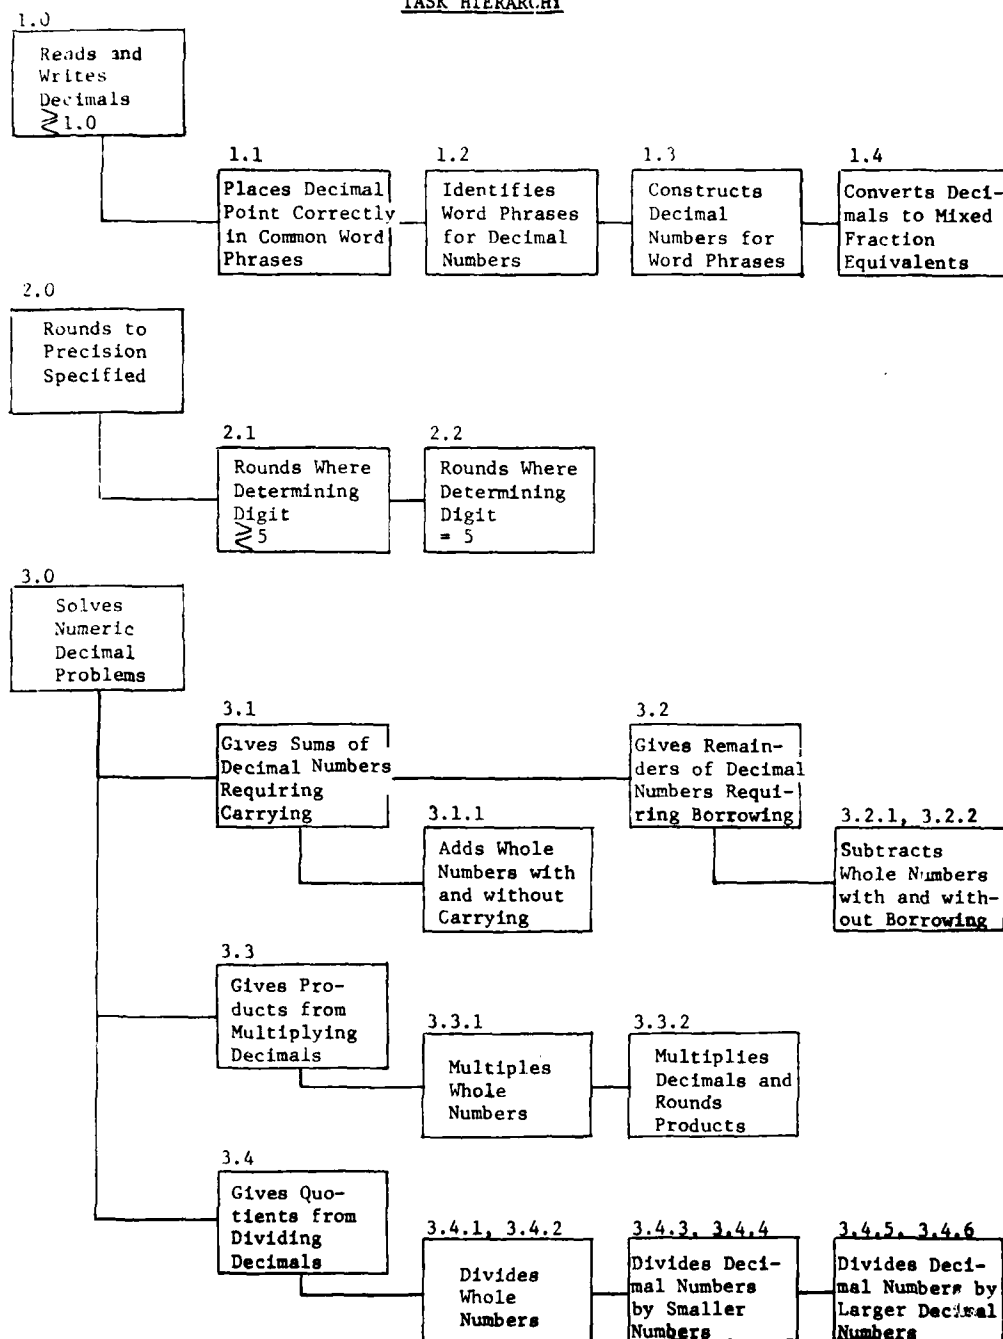 TASK HIERARCHY
1.0
Reads and
Writes
Decimals
≷1.0
1.1
Places Decimal
Point Correctly
in Common Word
Phrases
1.2
Identifies
Word Phrases
for Decimal
Numbers
1.3
Constructs
Decimal
Numbers for
Word Phrases
1.4
Converts Deci-
mals to Mixed
Fraction
Equivalents
2.0
Rounds to
Precision
Specified
2.1
Rounds Where
Determining
Digit
≷5
2.2
Rounds Where
Determining
Digit
= 5
3.0
Solves
Numeric
Decimal
Problems
3.1
Gives Sums of
Decimal Numbers
Requiring
Carrying
3.2
Gives Remain-
ders of Decimal
Numbers Requi-
ring Borrowing
3.1.1
Adds Whole
Numbers with
and without
Carrying
3.2.1, 3.2.2
Subtracts
Whole Numbers
with and with-
out Borrowing
3.3
Gives Pro-
ducts from
Multiplying
Decimals
3.3.1
Multiples
Whole
Numbers
3.3.2
Multiplies
Decimals and
Rounds
Products
3.4
Gives Quo-
tients from
Dividing
Decimals
3.4.1, 3.4.2
Divides
Whole
Numbers
3.4.3, 3.4.4
Divides Deci-
mal Numbers
by Smaller
Numbers
3.4.5, 3.4.6
Divides Deci-
mal Numbers by
Larger Decimal
Numbers